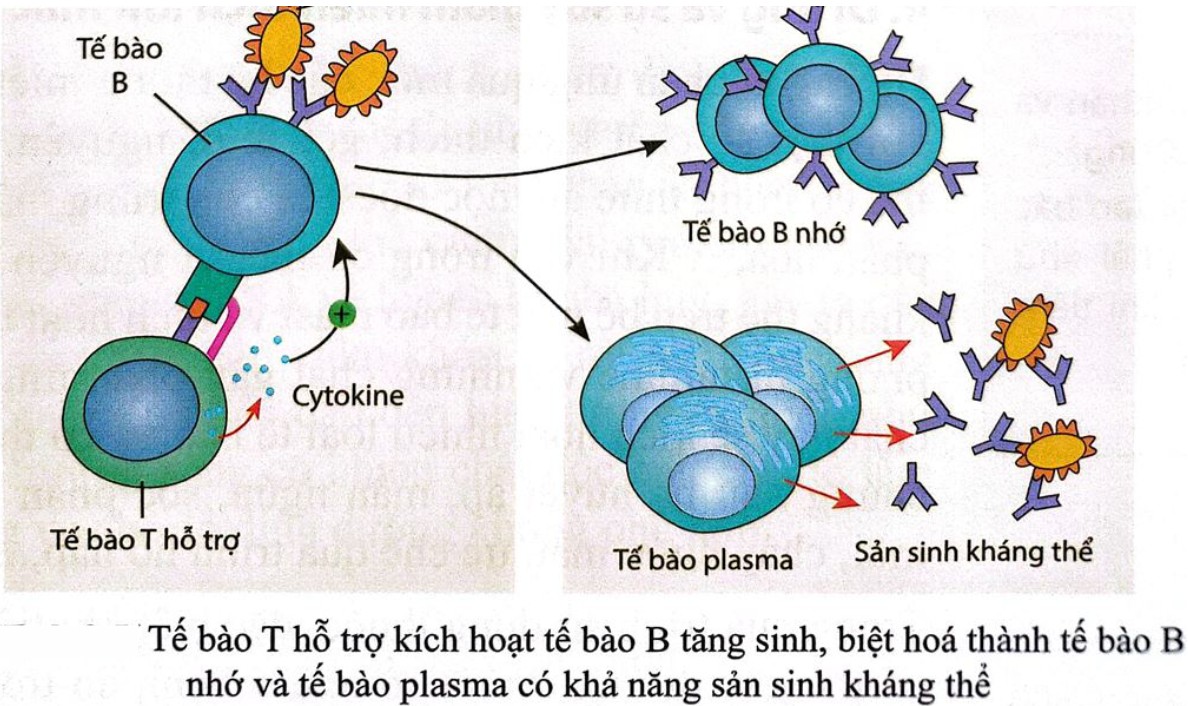 Tế bào
B
Tế bào B nhớ
+
Cytokine
Tế bào T hỗ trợ
Tế bào plasma
Sản sinh kháng thể
Tế bào T hỗ trợ kích hoạt tế bào B tăng sinh, biệt hoá thành tế bào B
nhớ và tế bào plasma có khả năng sản sinh kháng thể